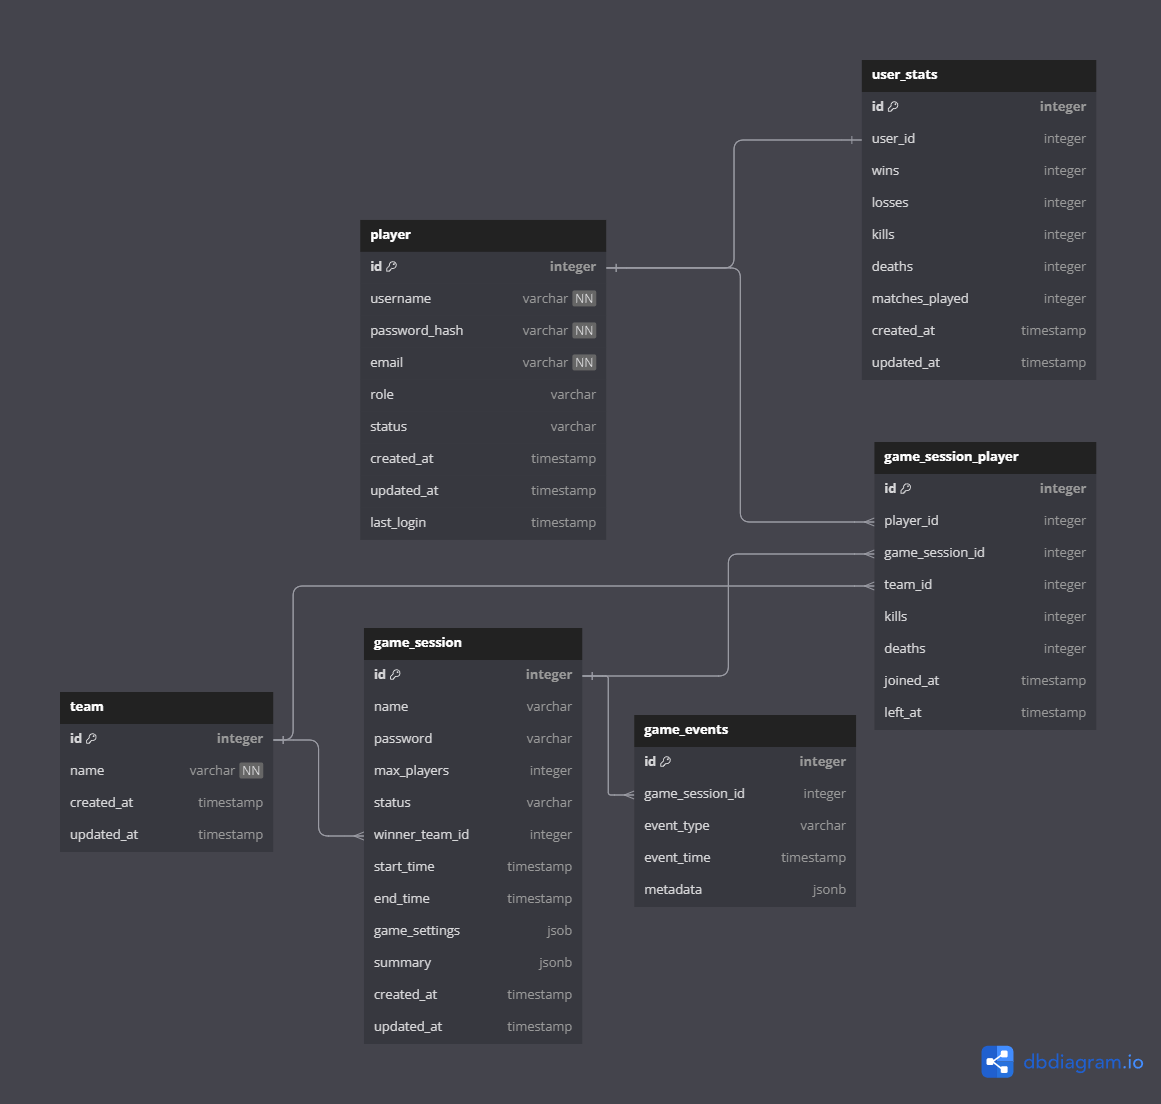 user_stats
id integer
user_id integer
wins integer
losses integer
kills integer
deaths integer
matches_played integer
created_at timestamp
updated_at timestamp
player
id integer
username varchar NN
password_hash varchar NN
email varchar NN
role varchar
status varchar
created_at timestamp
updated_at timestamp
last_login timestamp
game_session_player
id integer
player_id integer
game_session_id integer
team_id integer
kills integer
deaths integer
joined_at timestamp
left_at timestamp
game_session
id integer
name varchar
password varchar
max_players integer
status varchar
winner_team_id integer
start_time timestamp
end_time timestamp
game_settings jsob
summary jsonb
created_at timestamp
updated_at timestamp
team
id integer
name varchar NN
created_at timestamp
updated_at timestamp
game_events
id integer
game_session_id integer
event_type varchar
event_time timestamp
metadata jsonb
dbdiagram.io